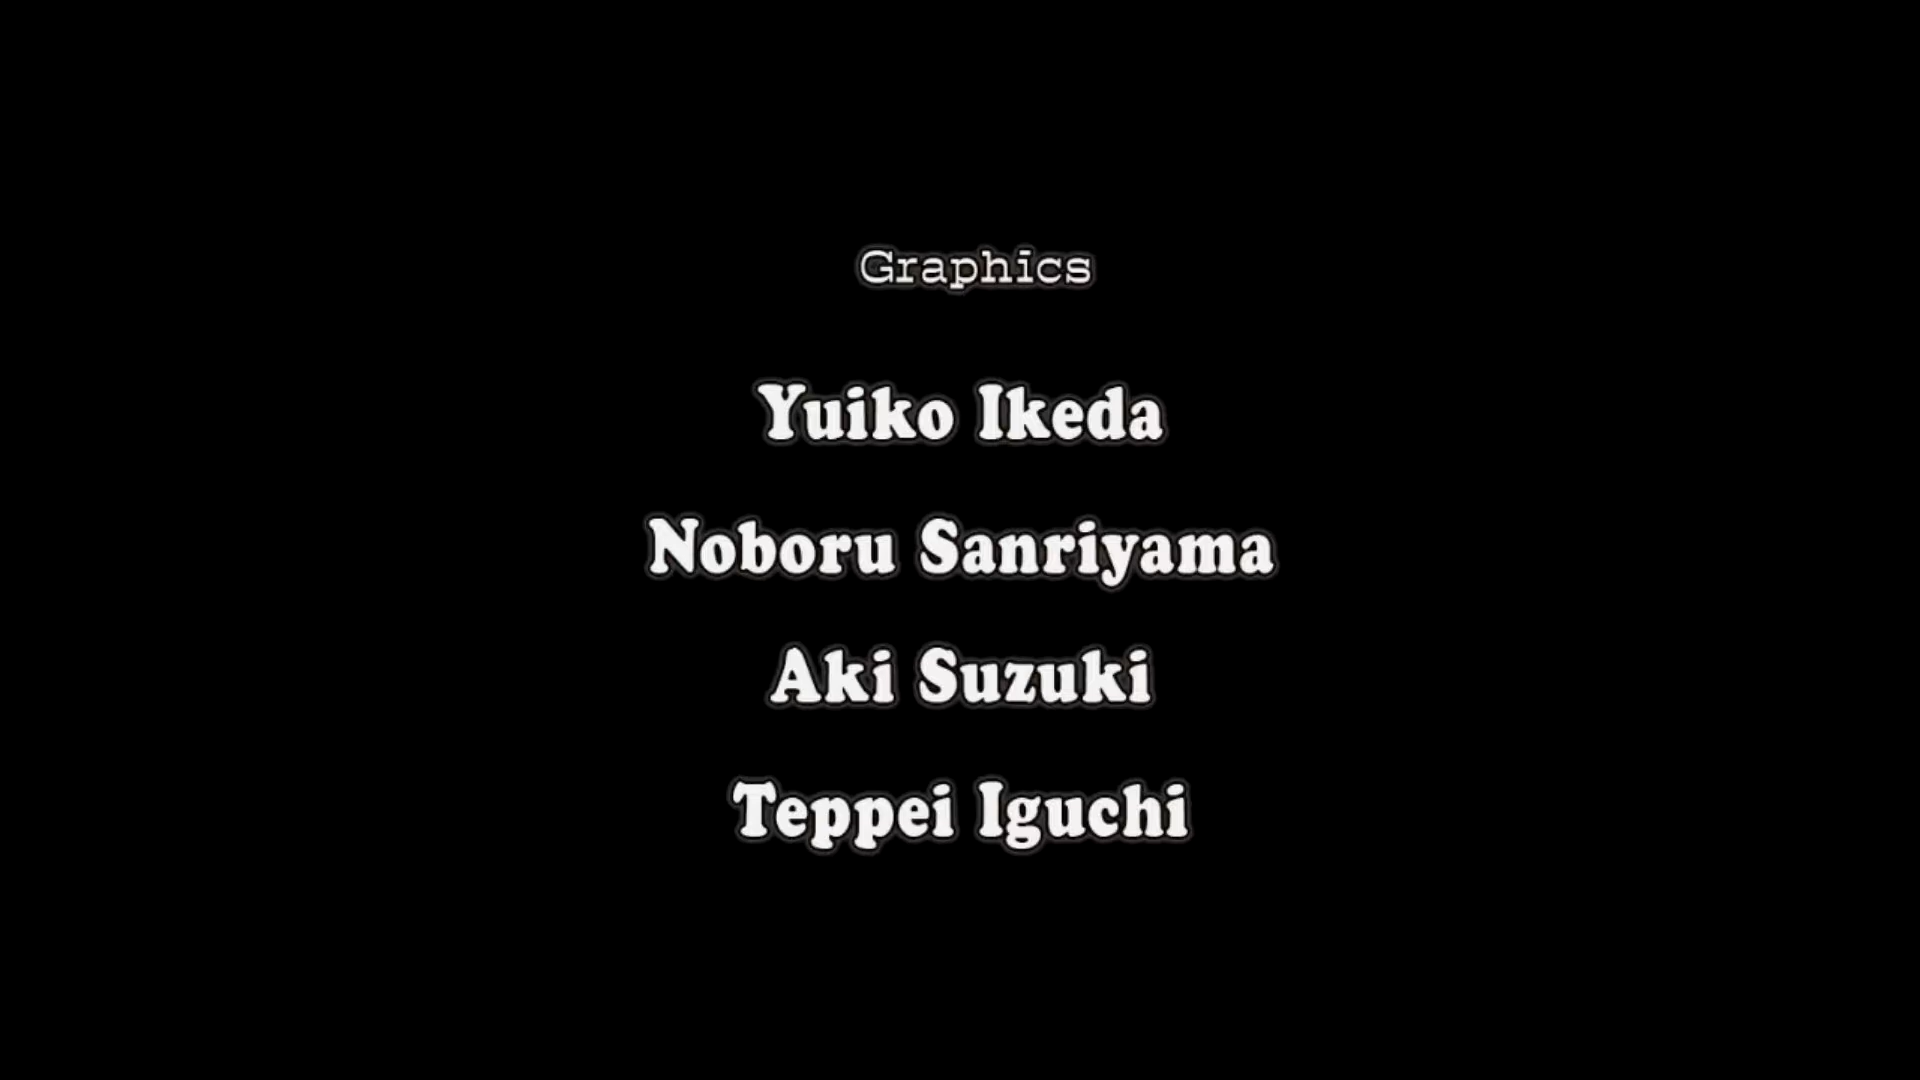 Graphics
Yuiko Ikeda
Noboru Sanriyama
Aki Suzuki
Teppei Iguchi